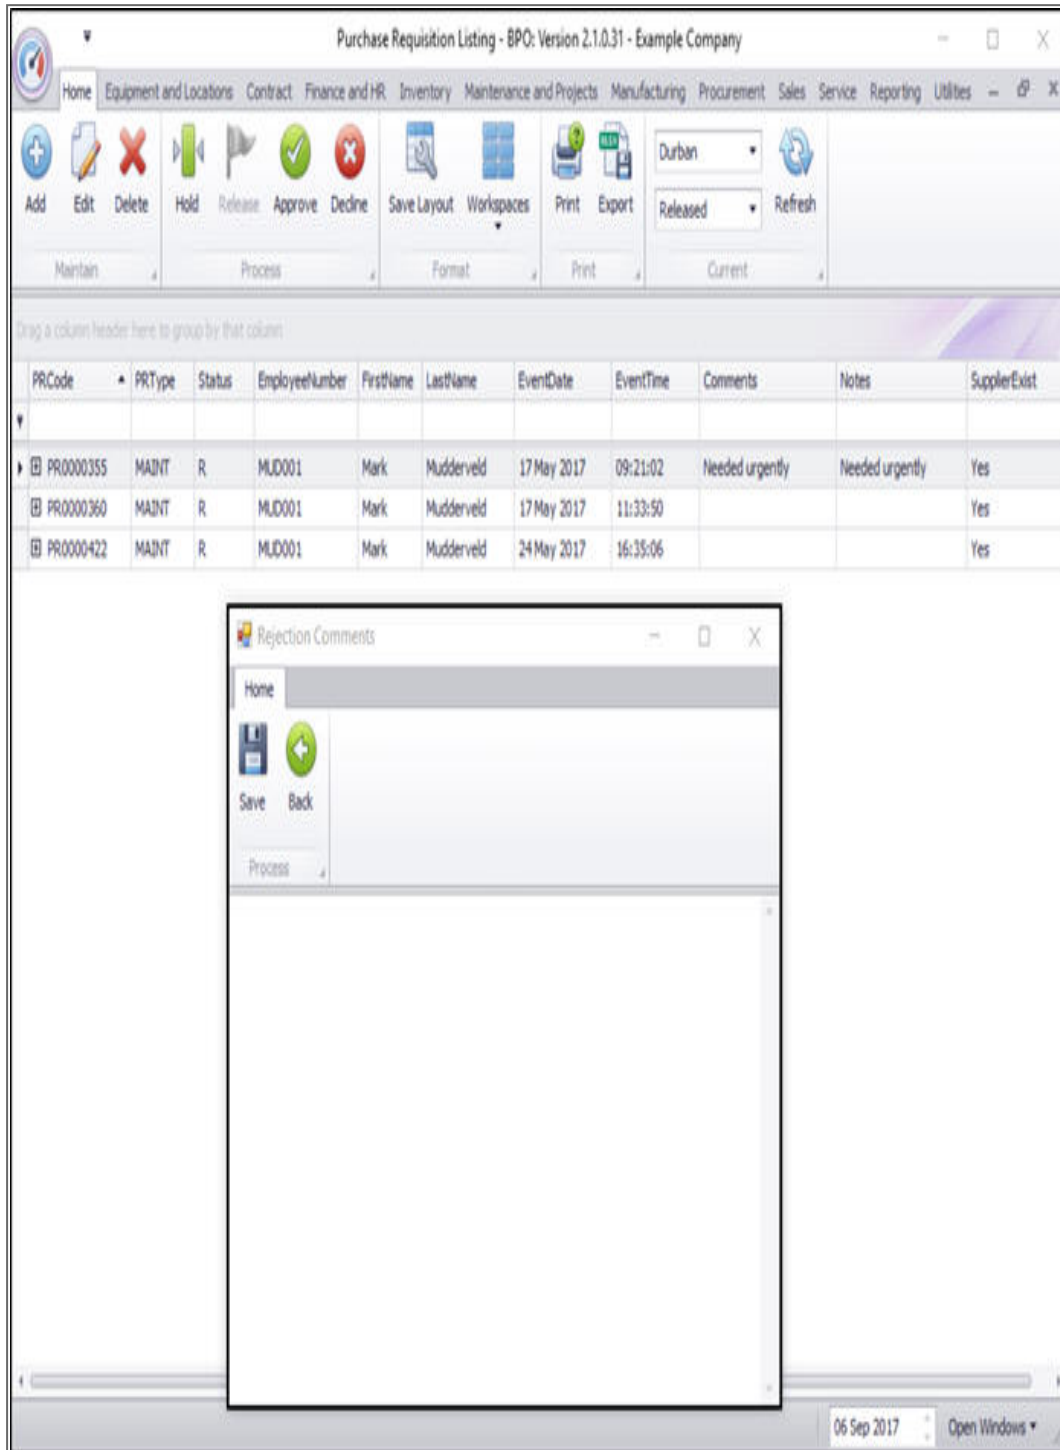 Purchase Requisition Listing - BPO: Version 2.1.0.31 - Example Company
Home Equipment and Locations Contract Finance and HR Inventory Maintenance and Projects Manufacturing Procurement Sales Service Reporting Utilities
Add Edit Delete Hold Release Approve Decline Save Layout Workspaces Print Export Durban Released Refresh
Maintain Process Format Print Current
Drag a column header here to group by that column
PRCode PRType Status EmployeeNumber FirstName LastName EventDate EventTime Comments Notes SupplierExist
PR0000355 MAINT R MUD001 Mark Mudderveld 17 May 2017 09:21:02 Needed urgently Needed urgently Yes
PR0000360 MAINT R MUD001 Mark Mudderveld 17 May 2017 11:33:50 Yes
PR0000422 MAINT R MUD001 Mark Mudderveld 24 May 2017 16:35:06 Yes
Rejection Comments
Home
Save Back
Process
06 Sep 2017 Open Windows